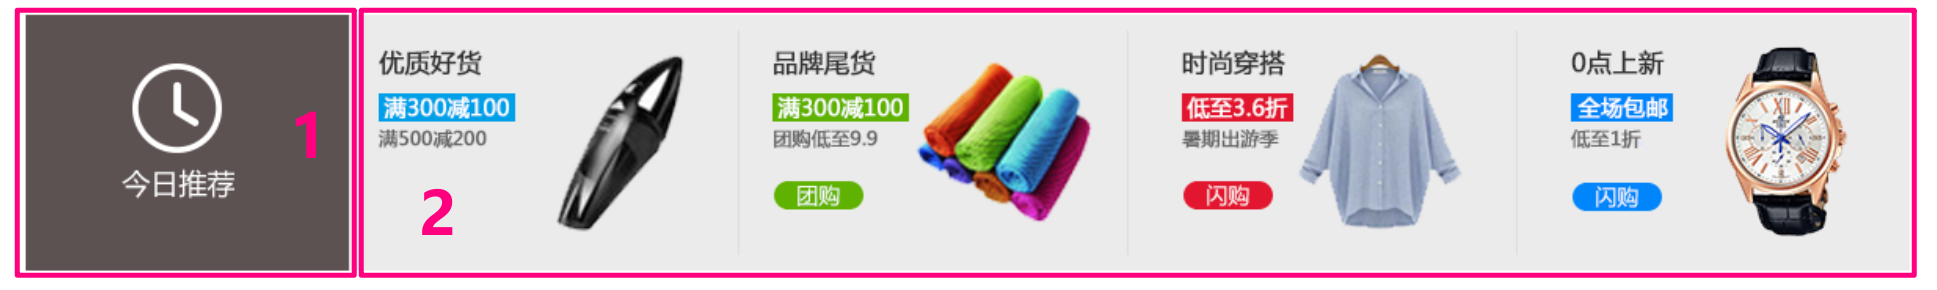 今日推荐
1
优质好货
满300减100
满500减200
2
品牌尾货
满300减100
团购低至9.9
团购
时尚穿搭
低至3.6折
暑期出游季
闪购
0点上新
全场包邮
低至1折
闪购